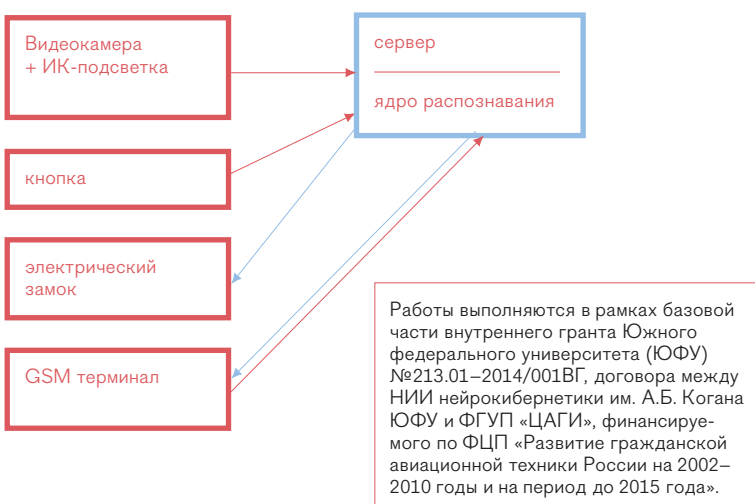 Видеокамера
+ ИК-подсветка
сервер
ядро распознавания
кнопка
электрический
замок
GSM терминал
Работы выполняются в рамках базовой
части внутреннего гранта Южного
федерального университета (ЮФУ)
№213.01–2014/001ВГ, договора между
НИИ нейрокибернетики им. А.Б. Когана
ЮФУ и ФГУП «ЦАГИ», финансируе-
мого по ФЦП «Развитие гражданской
авиационной техники России на 2002–
2010 годы и на период до 2015 года».